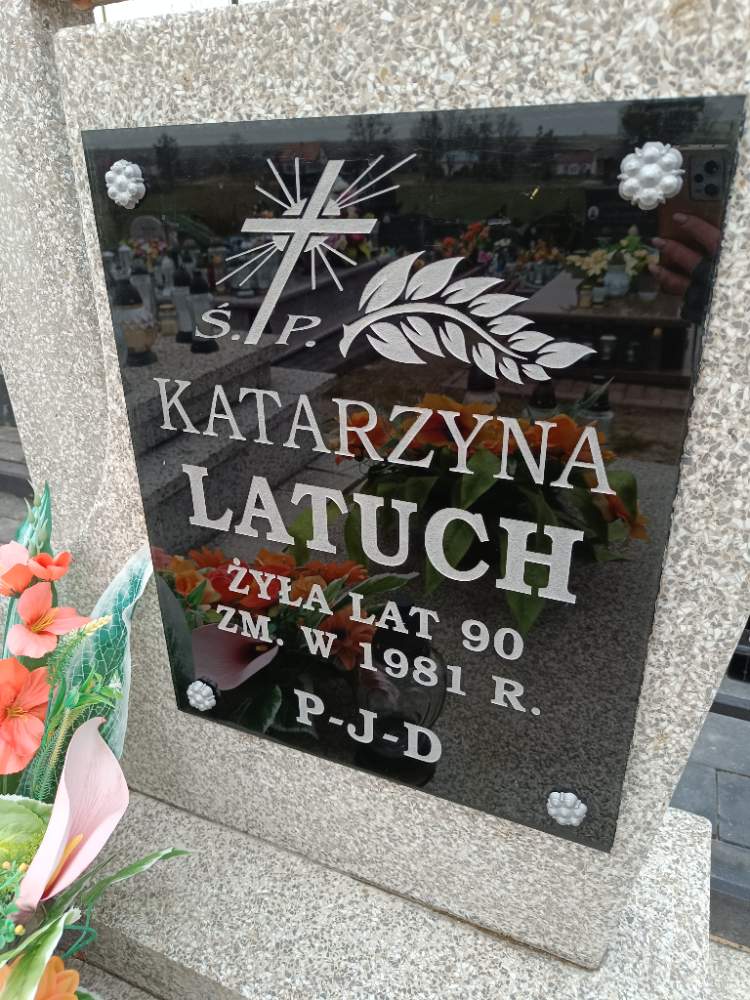 Ś. P.
KATARZYNA
LATUCH
ŻYŁA LAT 90
ZM. W 1981 R.
P-J-D